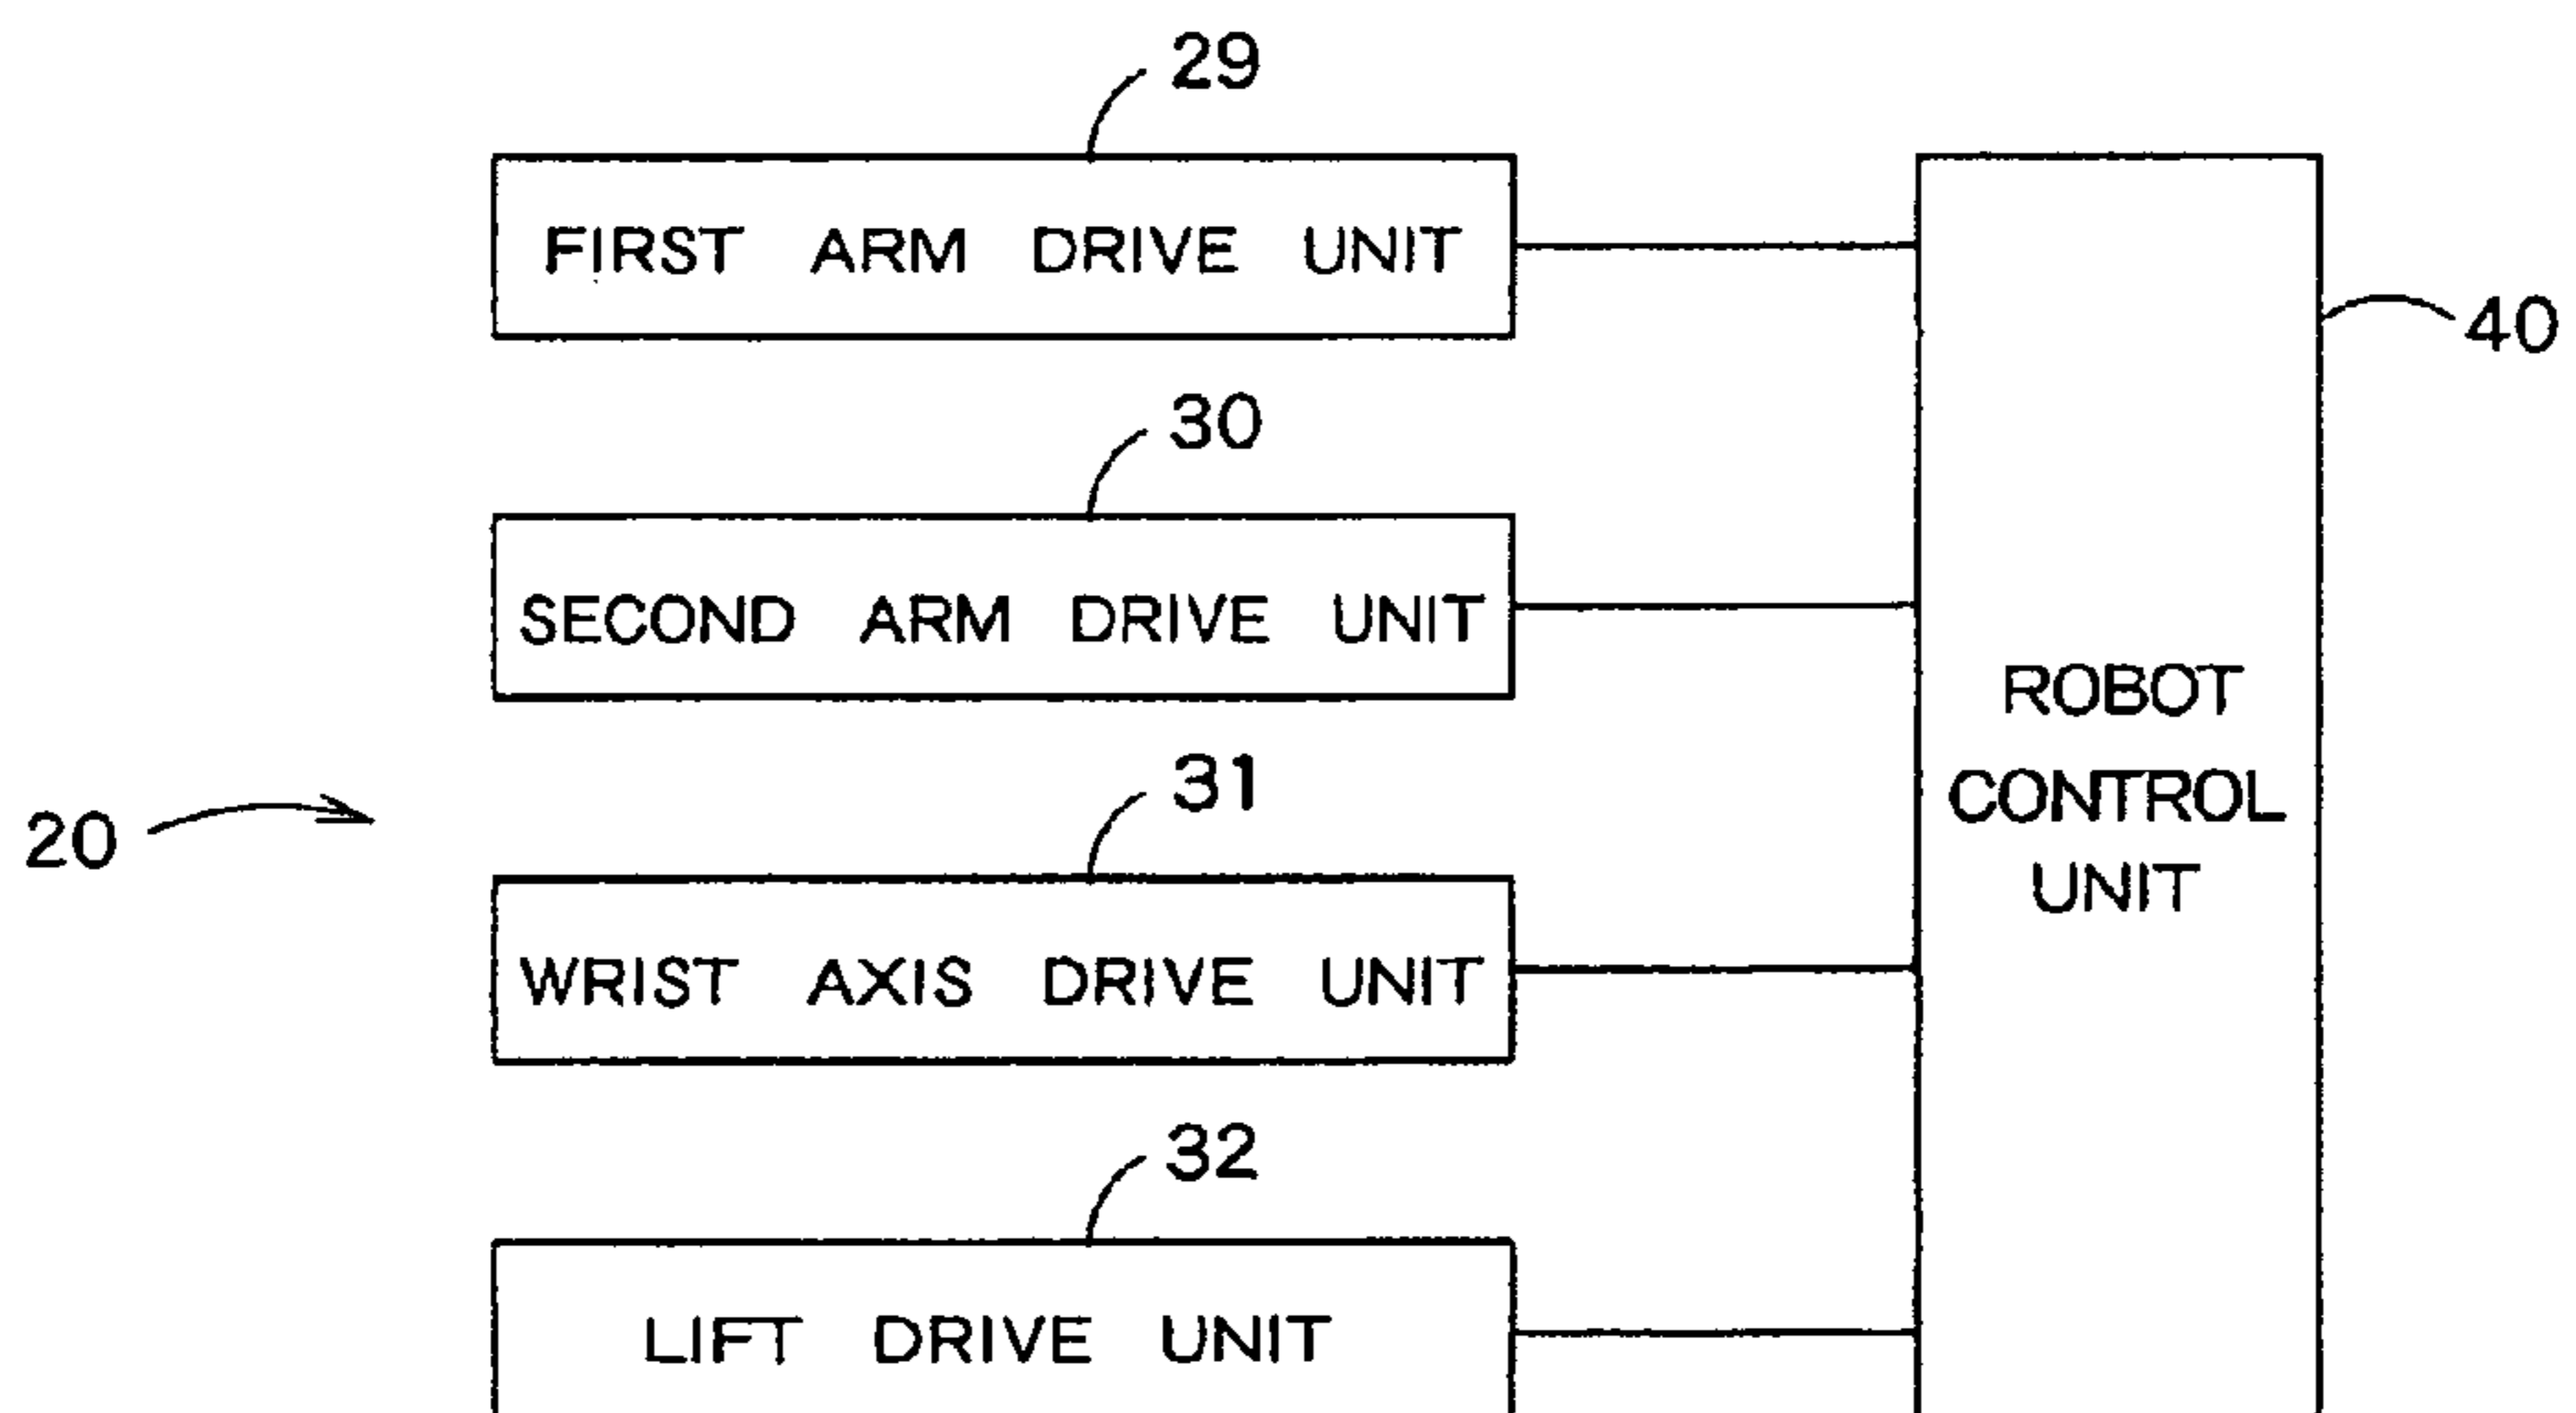 29
FIRST ARM DRIVE UNIT
40
30
SECOND ARM DRIVE UNIT
ROBOT
CONTROL
UNIT
31
20
WRIST AXIS DRIVE UNIT
32
LIFT DRIVE UNIT